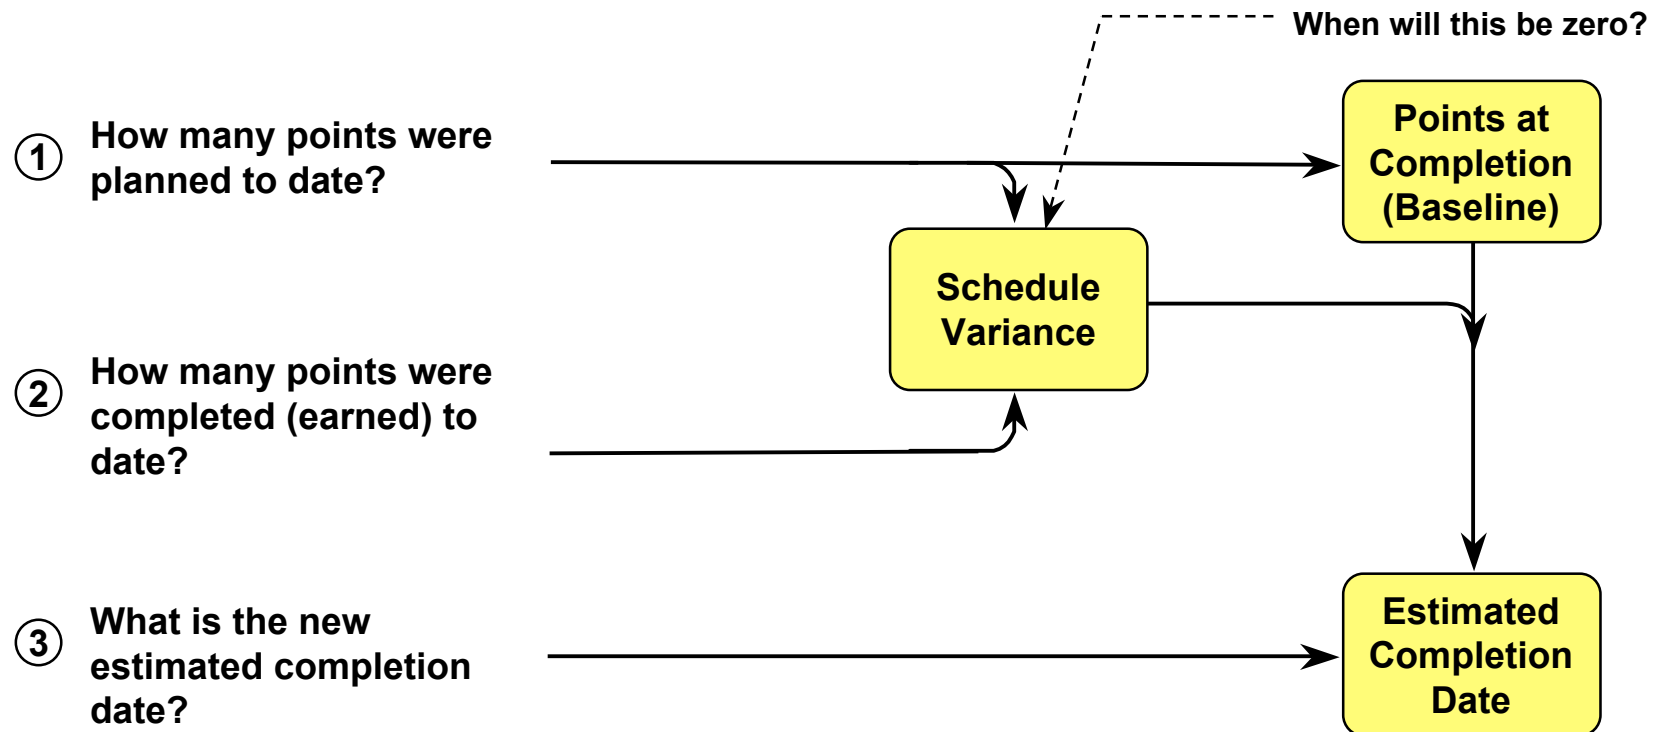 When will this be zero?
1
How many points were
planned to date?
Points at
Completion
(Baseline)
Schedule
Variance
2
How many points were
completed (earned) to
date?
3
What is the new
estimated completion
date?
Estimated
Completion
Date